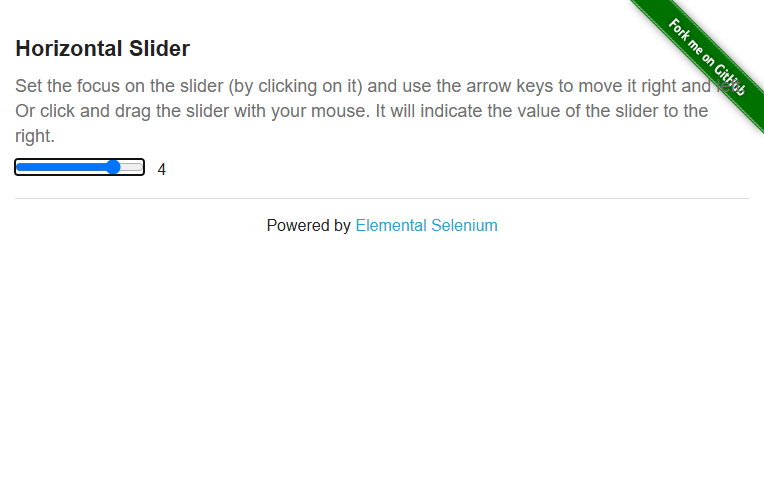 Fork me on GitHub
Horizontal Slider
Set the focus on the slider (by clicking on it) and use the arrow keys to move it right and left.
Or click and drag the slider with your mouse. It will indicate the value of the slider to the
right.
4
Powered by Elemental Selenium